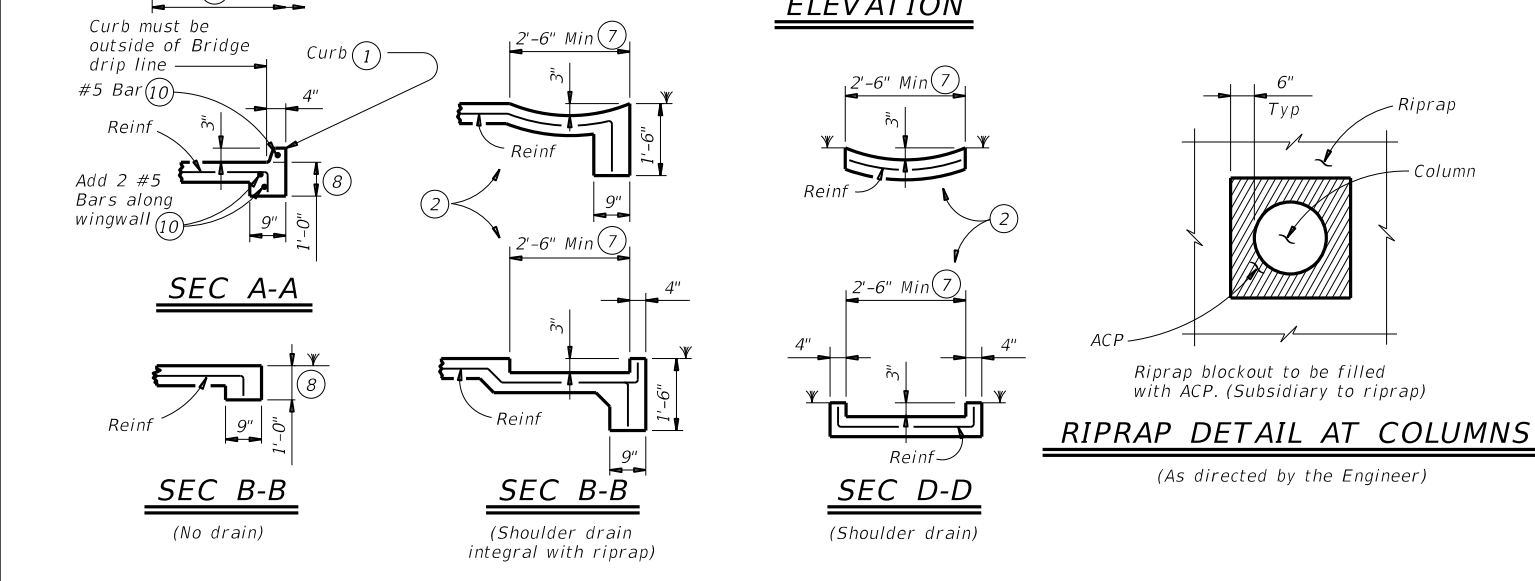 ELEVATION
Curb must be
outside of Bridge
drip line
Curb 1
#5 Bar 10
4"
3"
Reinf
Add 2 #5
Bars along
wingwall 10
9"
1'-0"
8
SEC A-A
Reinf
9"
1'-0"
8
SEC B-B
(No drain)
2'-6" Min 7
3"
Reinf
1'-6"
9"
2
2'-6" Min 7
4"
3"
Reinf
1'-6"
9"
SEC B-B
(Shoulder drain
integral with riprap)
2'-6" Min 7
3"
Reinf
2
2'-6" Min 7
4"
4"
3"
Reinf
SEC D-D
(Shoulder drain)
6"
Typ
Riprap
Column
ACP
Riprap blockout to be filled
with ACP. (Subsidiary to riprap)
RIPRAP DETAIL AT COLUMNS
(As directed by the Engineer)